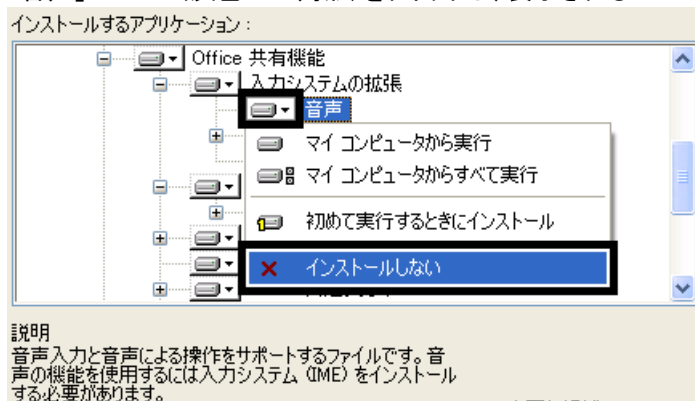 インストールするアプリケーション：
Office 共有機能
入力システムの拡張
音声
マイ コンピュータから実行
マイ コンピュータからすべて実行
初めて実行するときにインストール
インストールしない
説明
音声入力と音声による操作をサポートするファイルです。音
声の機能を使用するには入力システム (IME) をインストール
する必要があります。